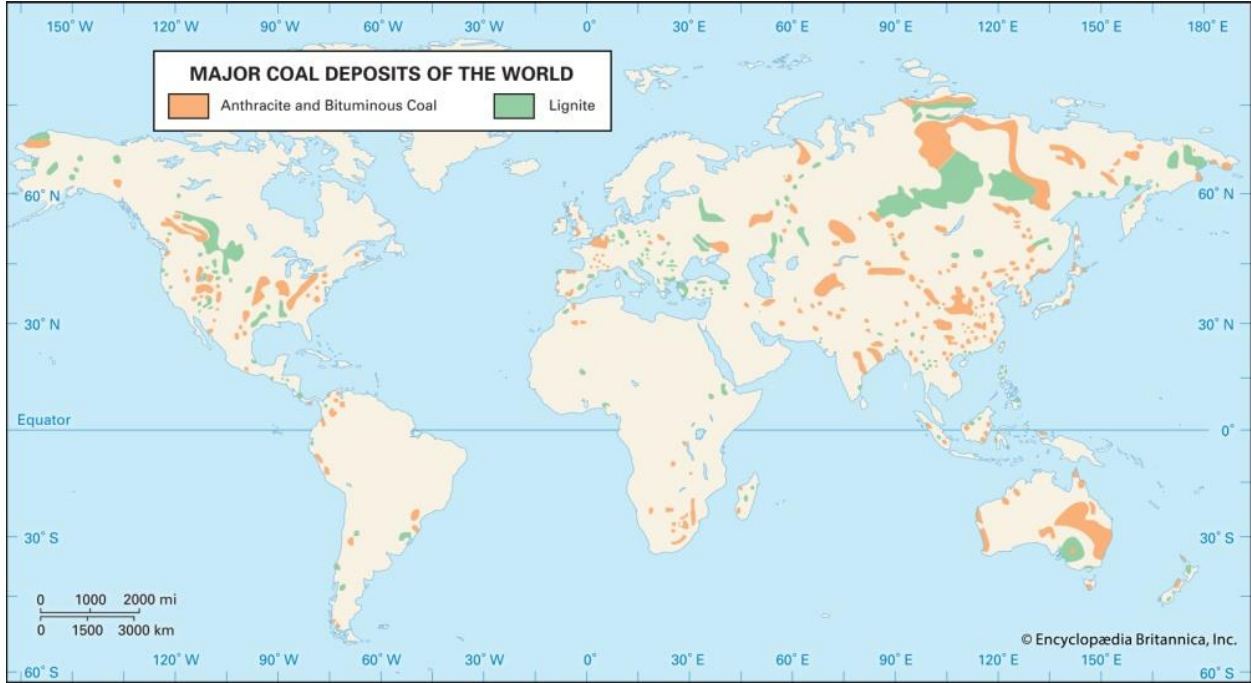 150° W 120° W 90° W 60° W 30° W 0° 30° E 60° E 90° E 120° E 150° E 180° E
MAJOR COAL DEPOSITS OF THE WORLD
Anthracite and Bituminous Coal Lignite
60° N 60° N
30° N 30° N
Equator 0°
30° S 30° S
0 1000 2000 mi
0 1500 3000 km
© Encyclopædia Britannica, Inc.
120° W 90° W 60° W 30° W 0° 30° E 60° E 90° E 120° E 150° E
60° S 60° S